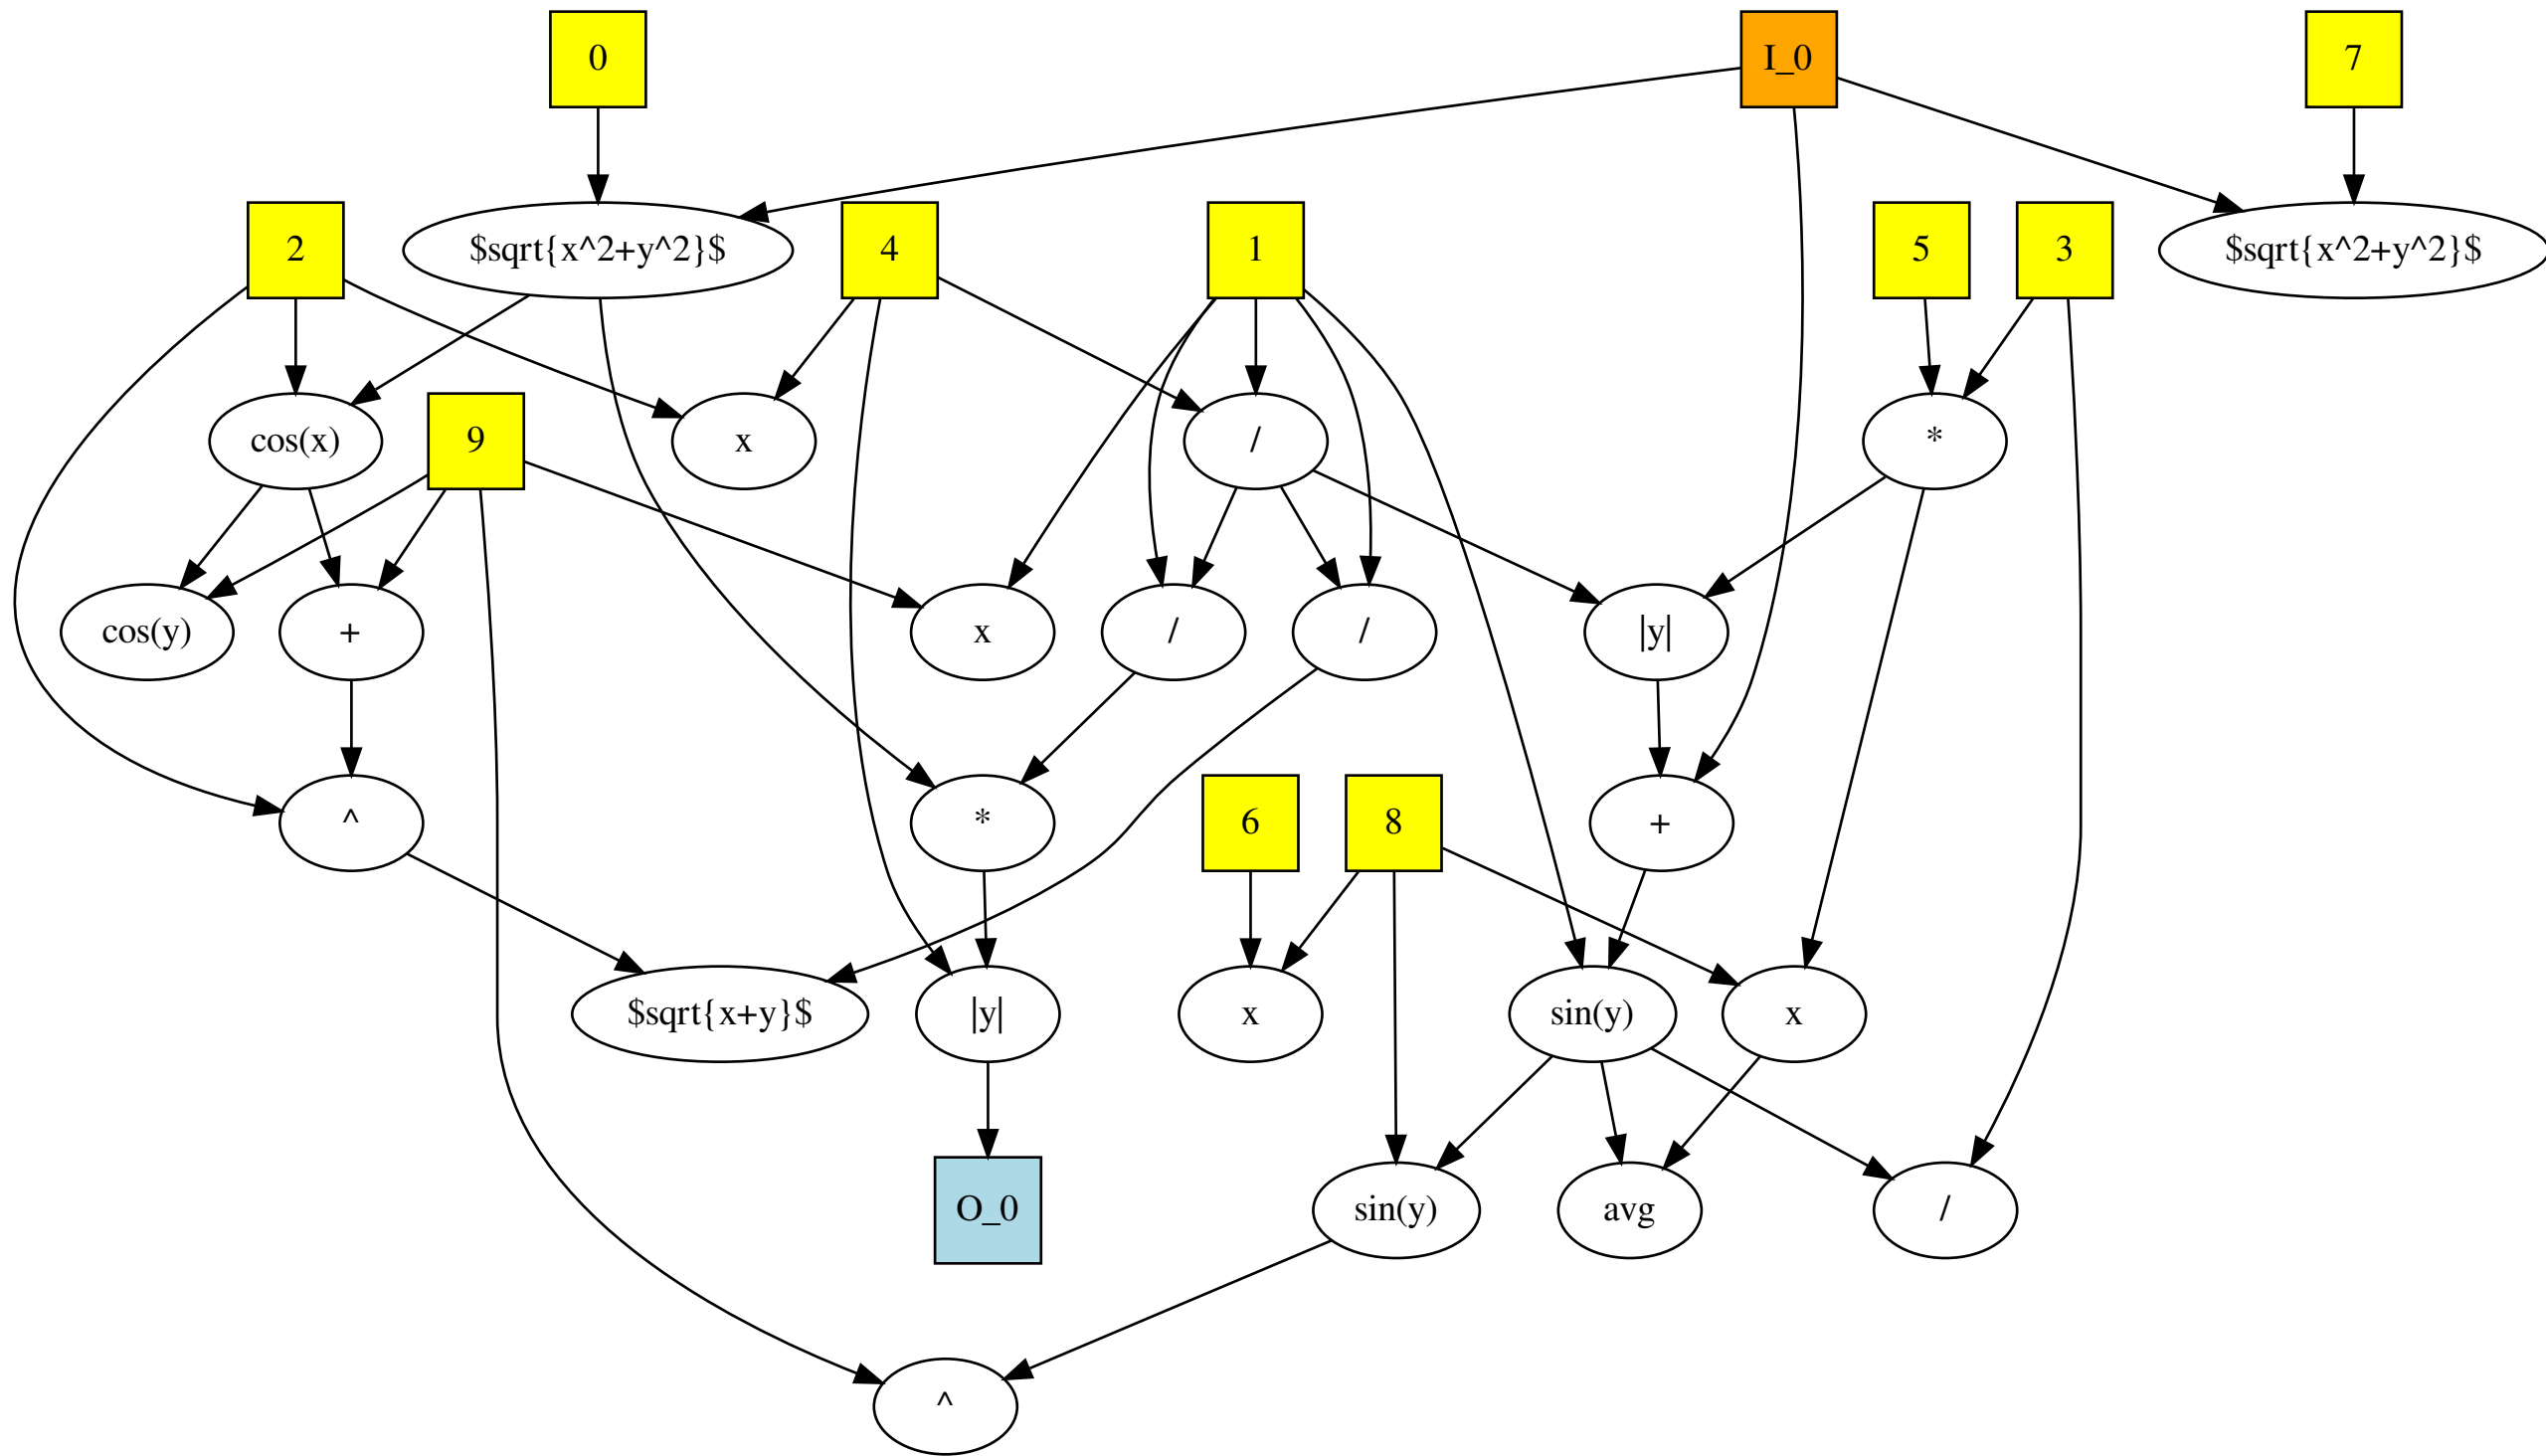 0
I_0
7
2
$sqrt{x^2+y^2}$
4
1
5
3
$sqrt{x^2+y^2}$
cos(x)
9
x
/
*
cos(y)
+
x
/
/
|y|
^
*
6
8
+
$sqrt{x+y}$
|y|
x
sin(y)
x
O_0
sin(y)
avg
/
^